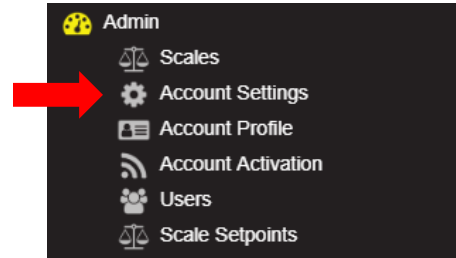 Admin
Scales
Account Settings
Account Profile
Account Activation
Users
Scale Setpoints